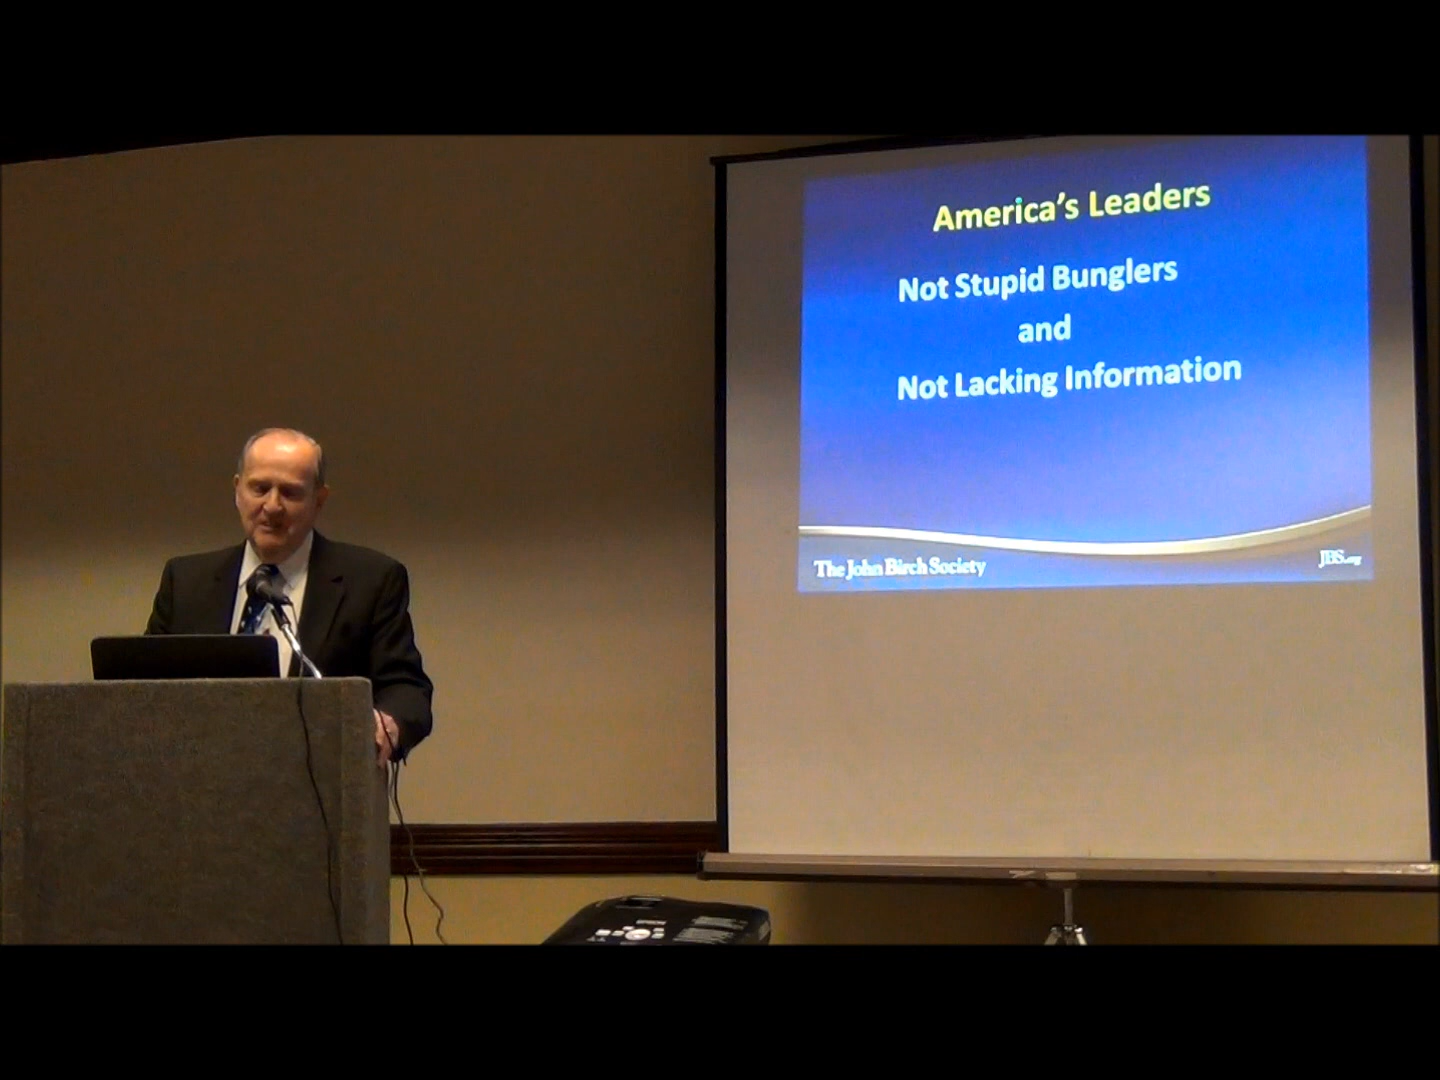 America's Leaders
Not Stupid Bunglers
and
Not Lacking Information
The John Birch Society
JBS.org